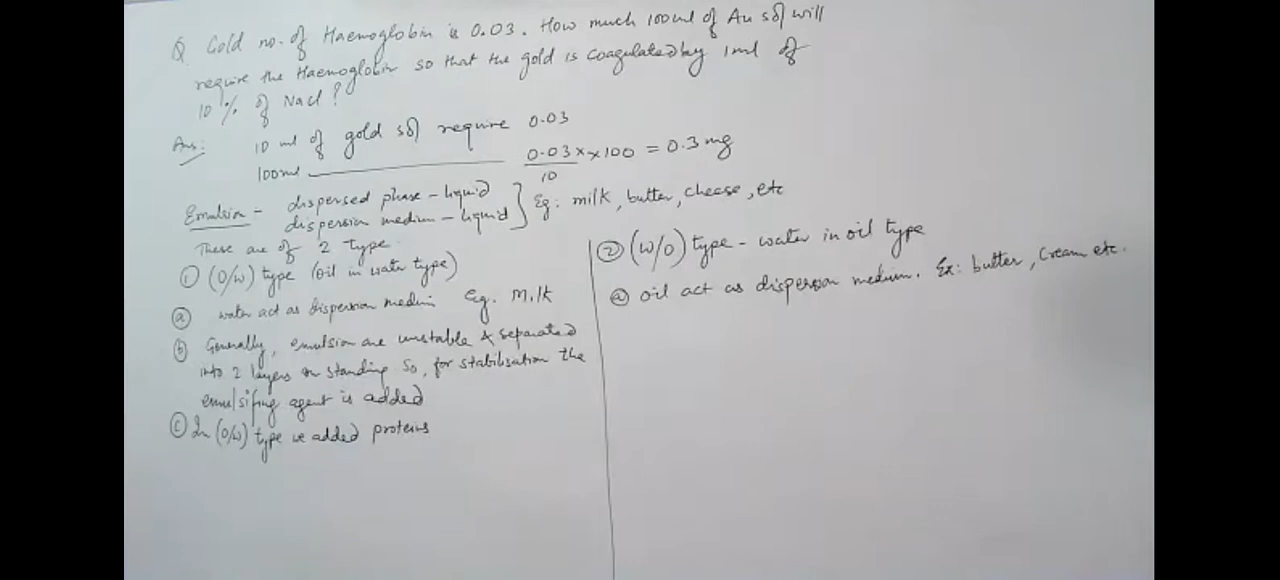 Q Gold no. of Haemoglobin is 0.03. How much 100ml of Au sol will
require the Haemoglobin so that the gold is coagulated by 1ml of
10% of NaCl?
Ans: 10 ml of gold sol require 0.03
100ml ———— 0.03 x x 100 = 0.3 mg
10
Emulsion - dispersed phase - liquid
dispersion medium - liquid ] Eg: milk, butter, cheese, etc
These are of 2 type.
① (O/W) type (oil in water type)
ⓐ water act as dispersion medium Eg. Milk
ⓑ Generally, emulsion are unstable & separated
into 2 layers on standing. So, for stabilisation the
emulsifing agent is added
ⓒ In (O/W) type we added proteins
② (W/O) type - water in oil type
ⓐ oil act as dispersion medium. Ex: butter, Cream etc.